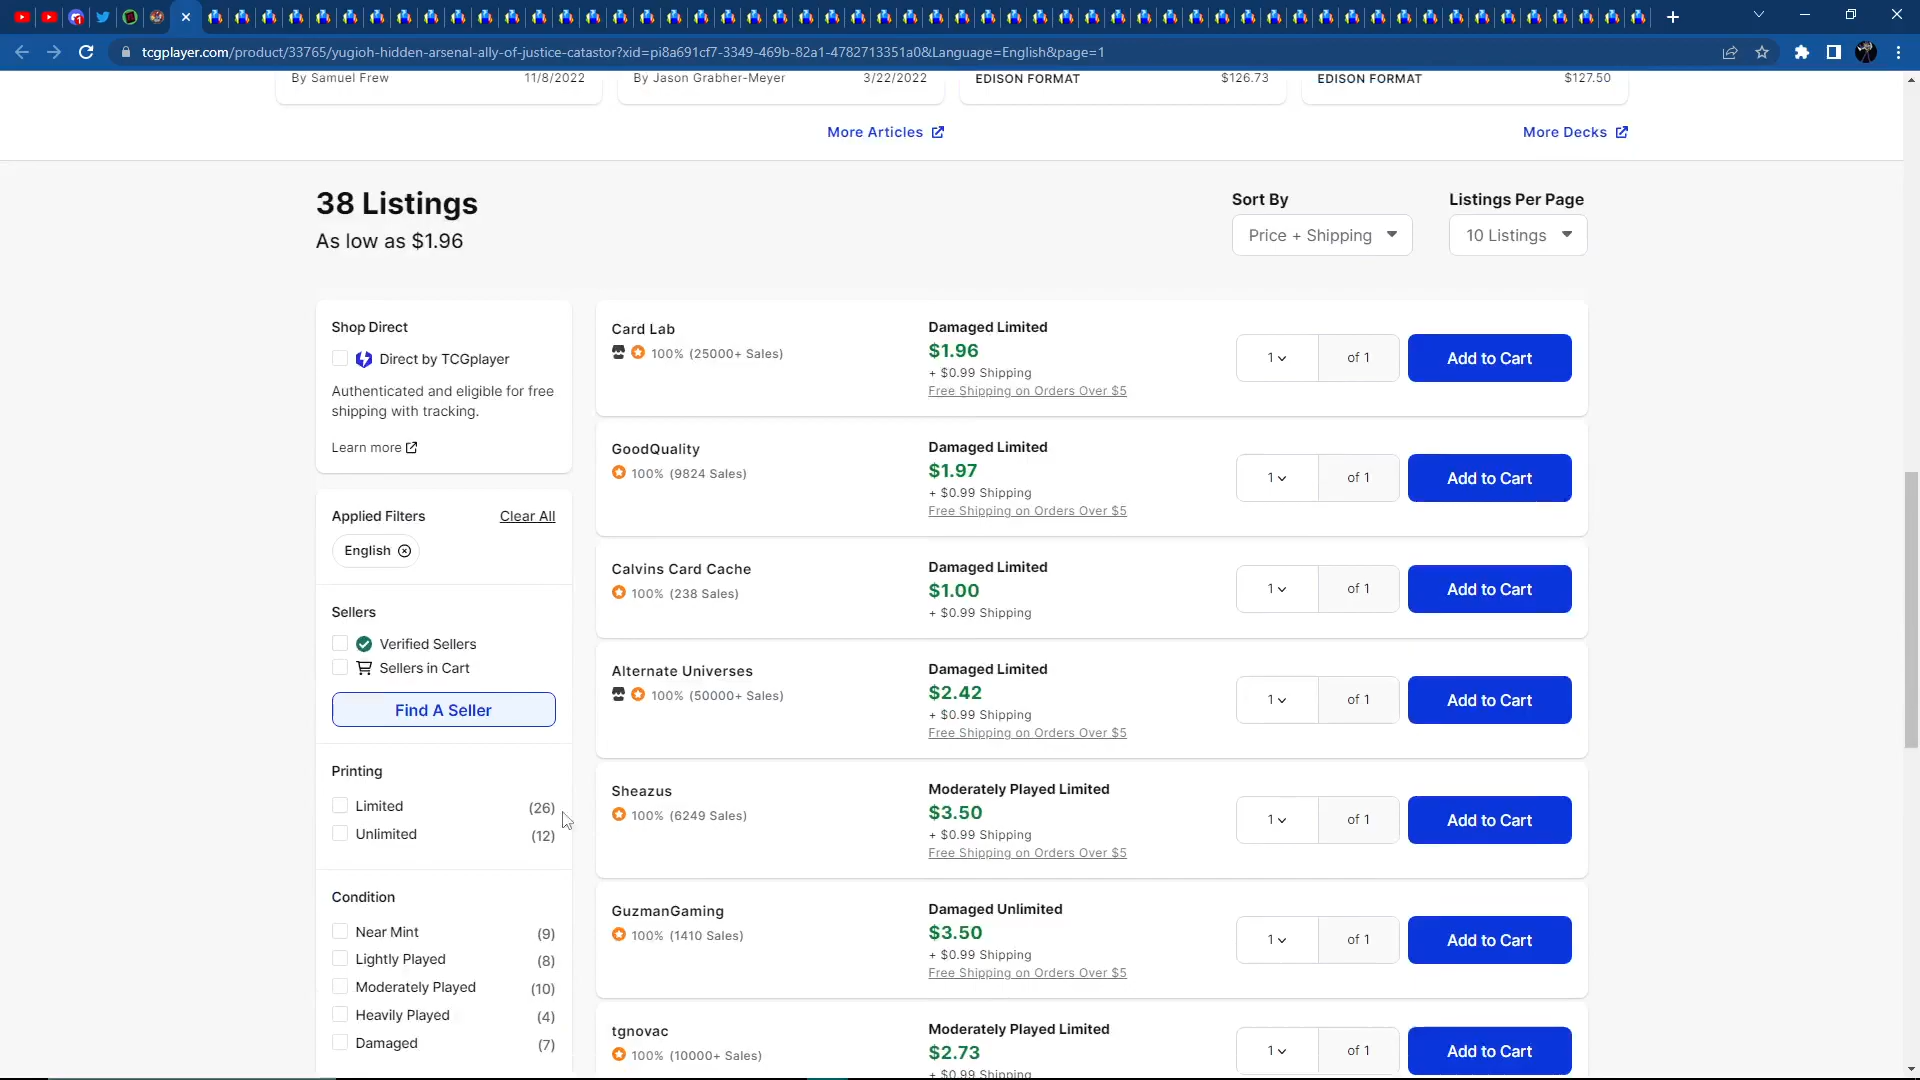 tcgplayer.com/product/33765/yugioh-hidden-arsenal-ally-of-justice-catastor?xid=pi8a691cf7-3349-469b-82a1-4782713351a0&Language=English&page=1
By Samuel Frew 11/8/2022
By Jason Grabher-Meyer 3/22/2022
EDISON FORMAT $126.73
EDISON FORMAT $127.50
More Articles
More Decks
38 Listings
As low as $1.96
Sort By
Price + Shipping
Listings Per Page
10 Listings
Shop Direct
Direct by TCGplayer
Authenticated and eligible for free
shipping with tracking.
Learn more
Applied Filters Clear All
English
Sellers
Verified Sellers
Sellers in Cart
Find A Seller
Printing
Limited (26)
Unlimited (12)
Condition
Near Mint (9)
Lightly Played (8)
Moderately Played (10)
Heavily Played (4)
Damaged (7)
Card Lab
100% (25000+ Sales)
Damaged Limited
$1.96
+ $0.99 Shipping
Free Shipping on Orders Over $5
1 of 1
Add to Cart
GoodQuality
100% (9824 Sales)
Damaged Limited
$1.97
+ $0.99 Shipping
Free Shipping on Orders Over $5
1 of 1
Add to Cart
Calvins Card Cache
100% (238 Sales)
Damaged Limited
$1.00
+ $0.99 Shipping
1 of 1
Add to Cart
Alternate Universes
100% (50000+ Sales)
Damaged Limited
$2.42
+ $0.99 Shipping
Free Shipping on Orders Over $5
1 of 1
Add to Cart
Sheazus
100% (6249 Sales)
Moderately Played Limited
$3.50
+ $0.99 Shipping
Free Shipping on Orders Over $5
1 of 1
Add to Cart
GuzmanGaming
100% (1410 Sales)
Damaged Unlimited
$3.50
+ $0.99 Shipping
Free Shipping on Orders Over $5
1 of 1
Add to Cart
tgnovac
100% (10000+ Sales)
Moderately Played Limited
$2.73
+ $0.99 Shipping
1 of 1
Add to Cart